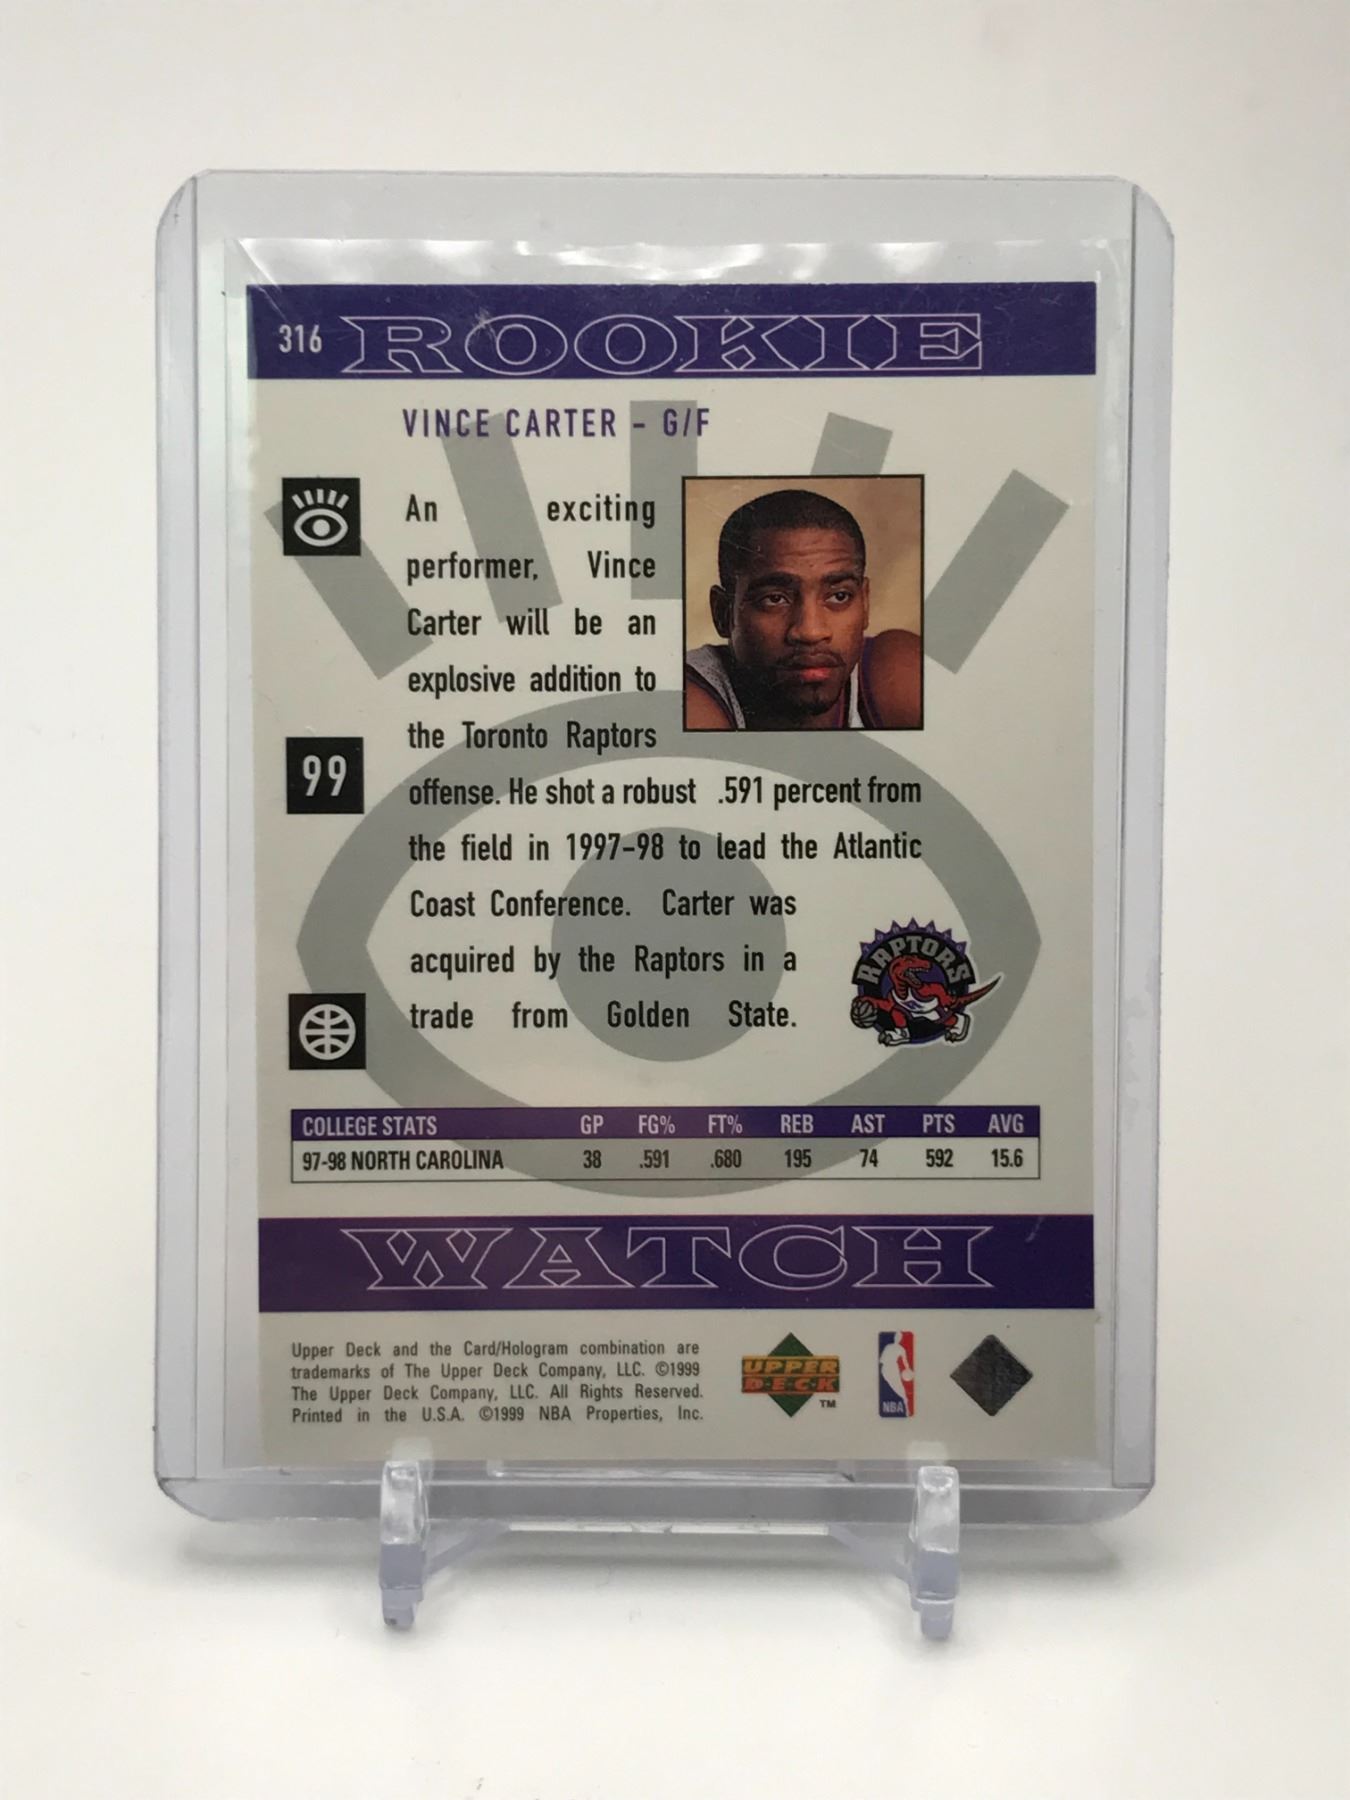 316 ROOKIE
VINCE CARTER – G/F
An exciting
performer, Vince
Carter will be an
explosive addition to
the Toronto Raptors
offense. He shot a robust .591 percent from
the field in 1997–98 to lead the Atlantic
Coast Conference. Carter was
acquired by the Raptors in a
trade from Golden State.
99
TORONTO
RAPTORS
COLLEGE STATS GP FG% FT% REB AST PTS AVG
97-98 NORTH CAROLINA 38 .591 .680 195 74 592 15.6
WATCH
Upper Deck and the Card/Hologram combination are
trademarks of The Upper Deck Company, LLC. ©1999
The Upper Deck Company, LLC. All Rights Reserved.
Printed in the U.S.A. ©1999 NBA Properties, Inc.
UPPER
DECK
TM
NBA